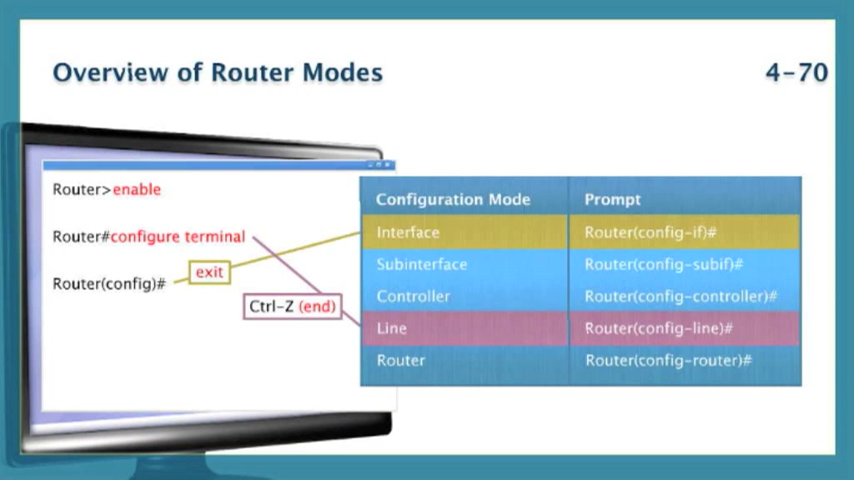 Overview of Router Modes
4-70
Router>enable
Router#configure terminal
Router(config)#
exit
Ctrl-Z (end)
Configuration Mode Prompt
Interface Router(config-if)#
Subinterface Router(config-subif)#
Controller Router(config-controller)#
Line Router(config-line)#
Router Router(config-router)#